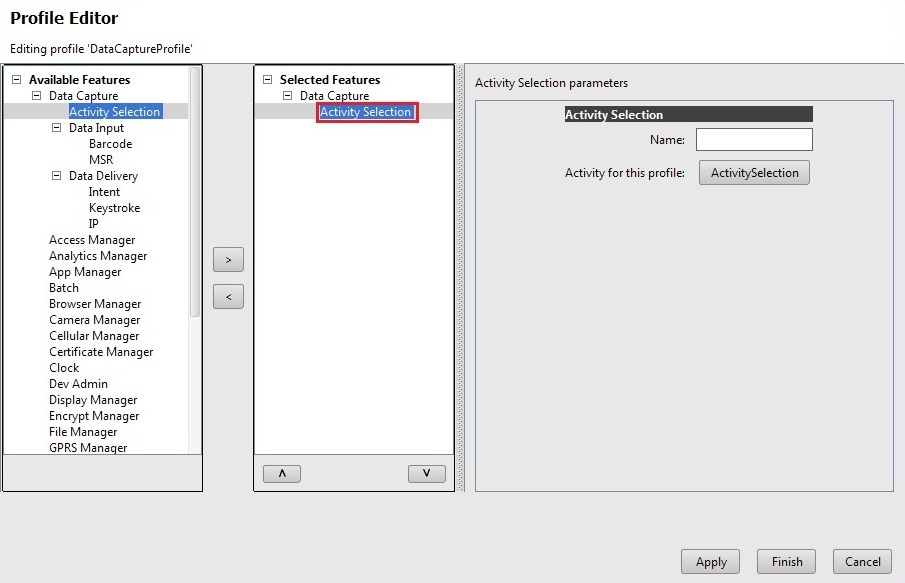 Profile Editor
Editing profile 'DataCaptureProfile'
Available Features
Data Capture
Activity Selection
Data Input
Barcode
MSR
Data Delivery
Intent
Keystroke
IP
Access Manager
Analytics Manager
App Manager
Batch
Browser Manager
Camera Manager
Cellular Manager
Certificate Manager
Clock
Dev Admin
Display Manager
Encrypt Manager
File Manager
GPRS Manager
>
<
Selected Features
Data Capture
Activity Selection
Λ
V
Activity Selection parameters
Activity Selection
Name:
Activity for this profile: ActivitySelection
Apply Finish Cancel